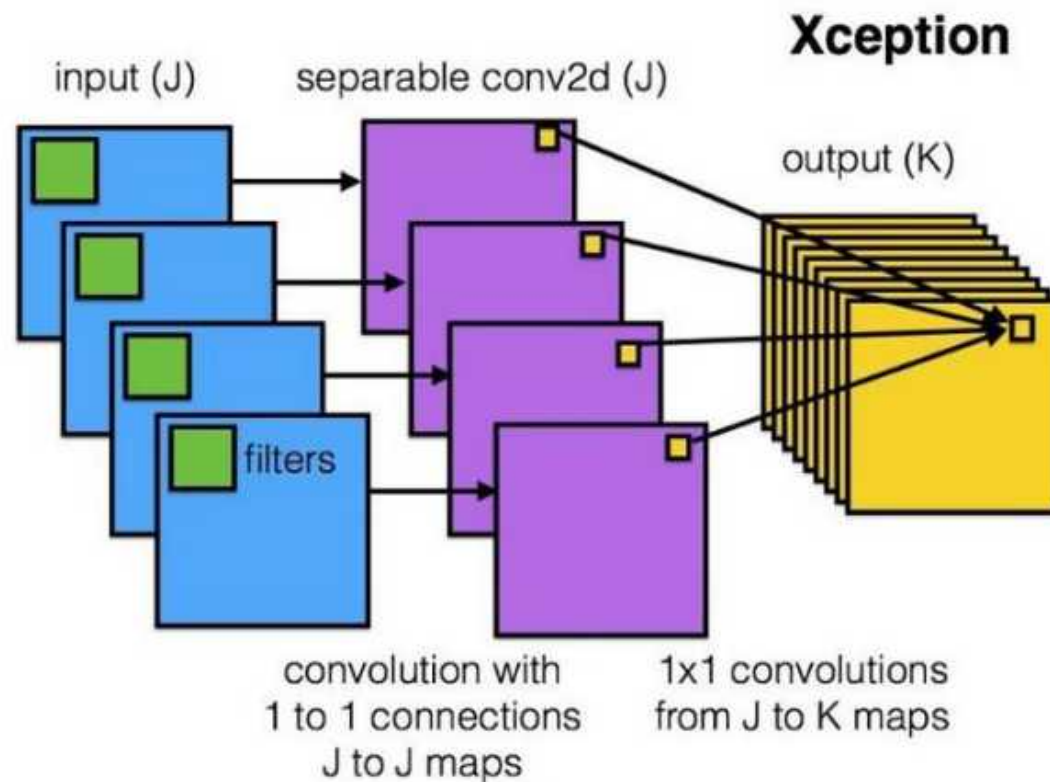 Xception
input (J)
separable conv2d (J)
output (K)
filters
convolution with
1 to 1 connections
J to J maps
1x1 convolutions
from J to K maps